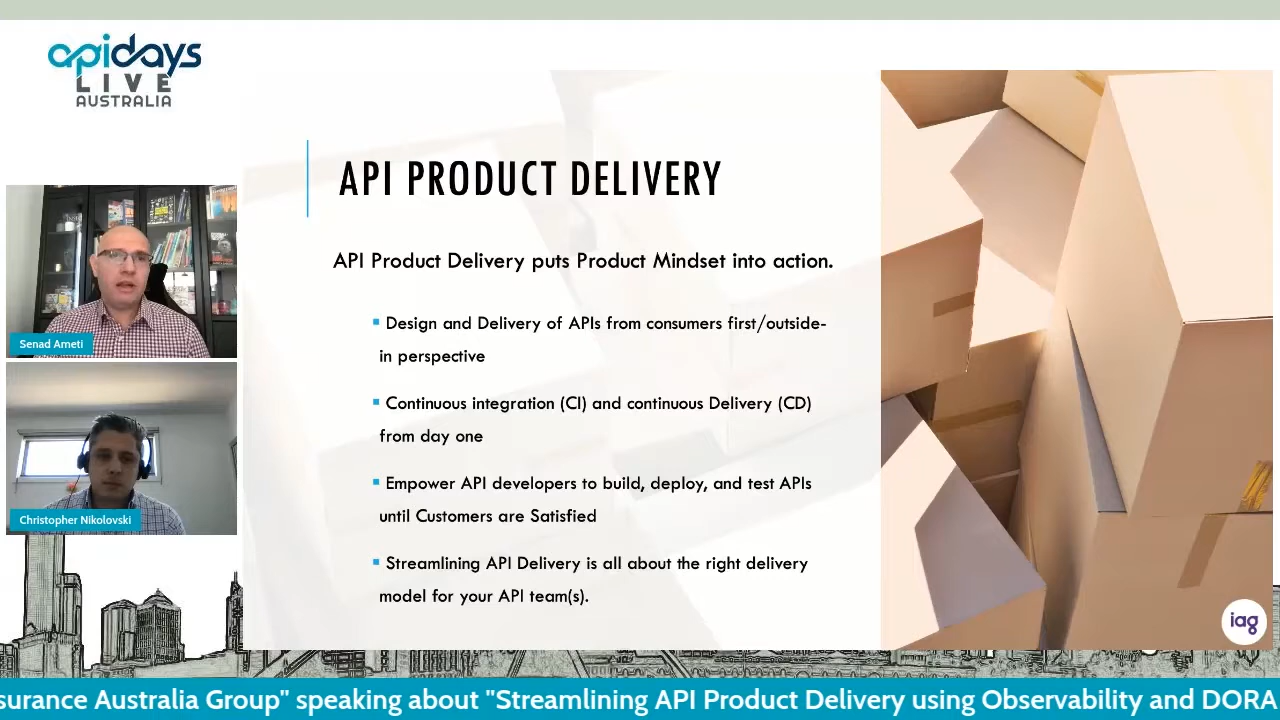 apidays
LIVE
AUSTRALIA
API PRODUCT DELIVERY
API Product Delivery puts Product Mindset into action.
Design and Delivery of APIs from consumers first/outside-
in perspective
Continuous integration (CI) and continuous Delivery (CD)
from day one
Empower API developers to build, deploy, and test APIs
until Customers are Satisfied
Streamlining API Delivery is all about the right delivery
model for your API team(s).
Senad Ameti
Christopher Nikolovski
iag
surance Australia Group" speaking about "Streamlining API Product Delivery using Observability and DORA